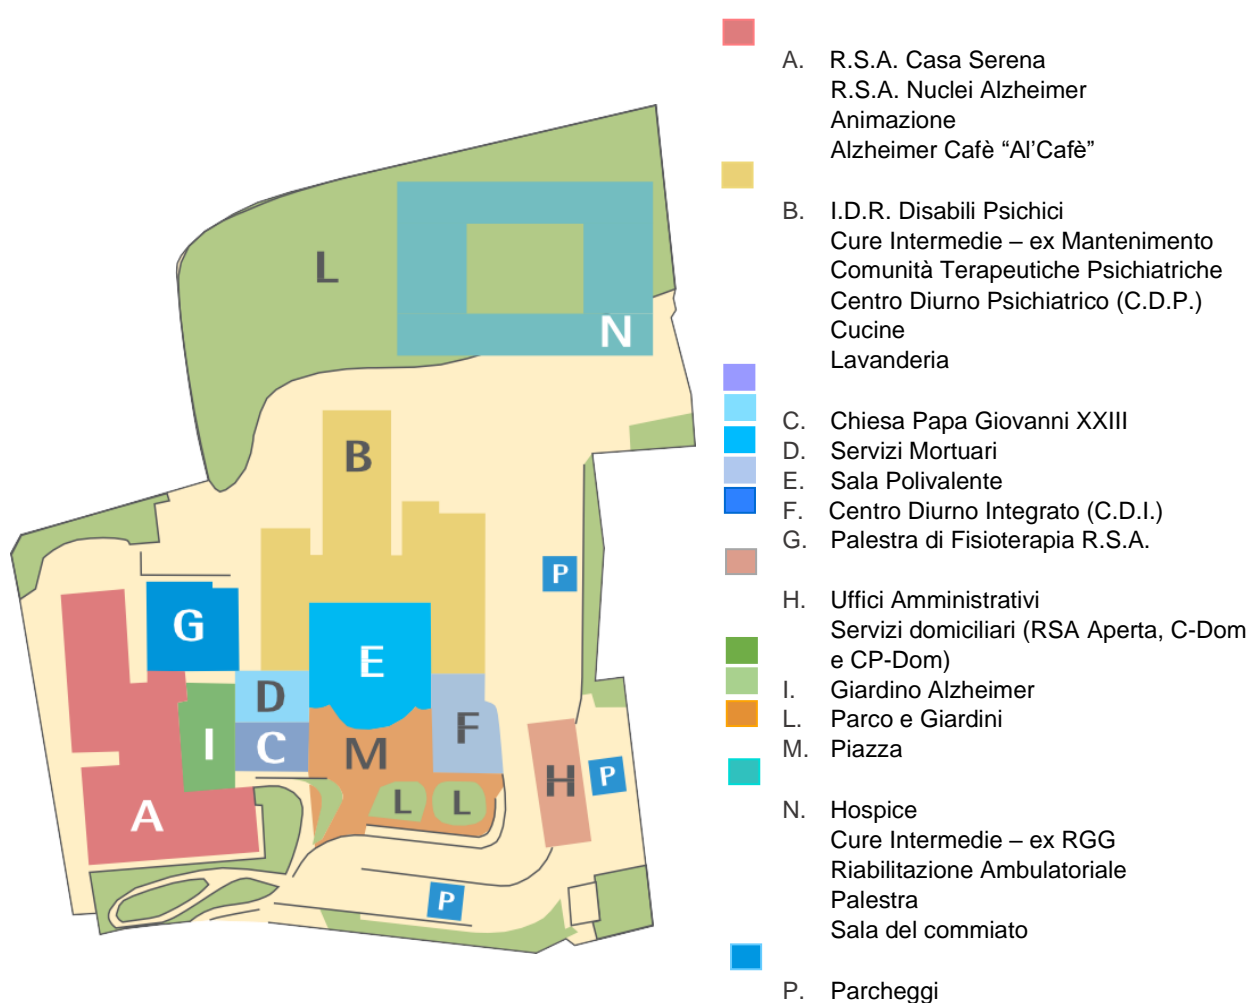 L
N
B
P
G
E
D
F
I
C
M
H
P
L
L
A
P
A. R.S.A. Casa Serena
R.S.A. Nuclei Alzheimer
Animazione
Alzheimer Cafè “Al’Cafè”
B. I.D.R. Disabili Psichici
Cure Intermedie – ex Mantenimento
Comunità Terapeutiche Psichiatriche
Centro Diurno Psichiatrico (C.D.P.)
Cucine
Lavanderia
C. Chiesa Papa Giovanni XXIII
D. Servizi Mortuari
E. Sala Polivalente
F. Centro Diurno Integrato (C.D.I.)
G. Palestra di Fisioterapia R.S.A.
H. Uffici Amministrativi
Servizi domiciliari (RSA Aperta, C-Dom
e CP-Dom)
I. Giardino Alzheimer
L. Parco e Giardini
M. Piazza
N. Hospice
Cure Intermedie – ex RGG
Riabilitazione Ambulatoriale
Palestra
Sala del commiato
P. Parcheggi